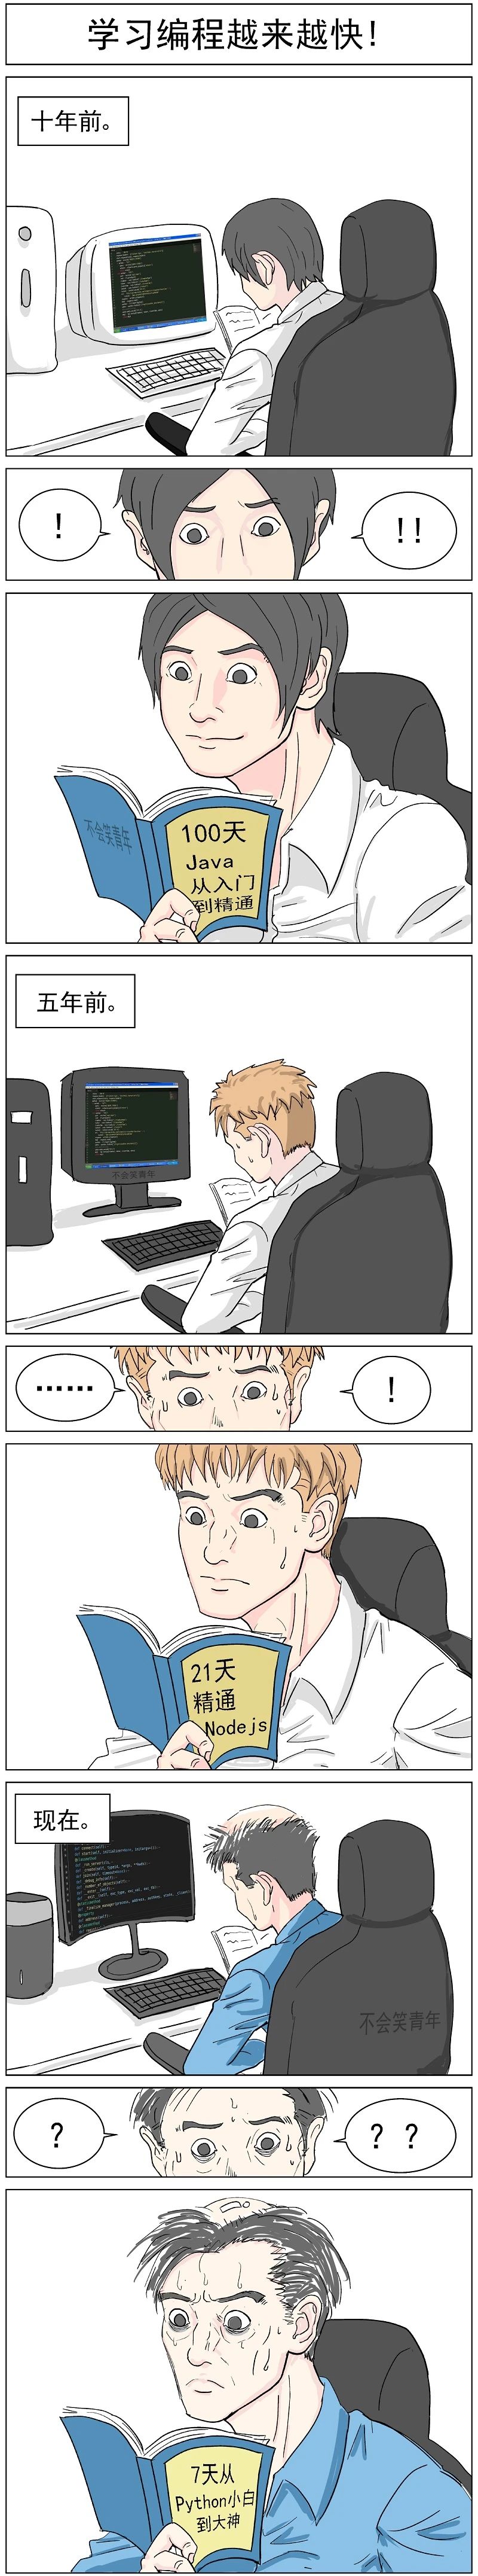 学习编程越来越快!
十年前。
!
!!
不会笑青年
100天
Java
从入门
到精通
五年前。
不会笑青年
……
!
21天
精通
Nodejs
现在。
不会笑青年
?
? ?
7天从
Python小白
到大神